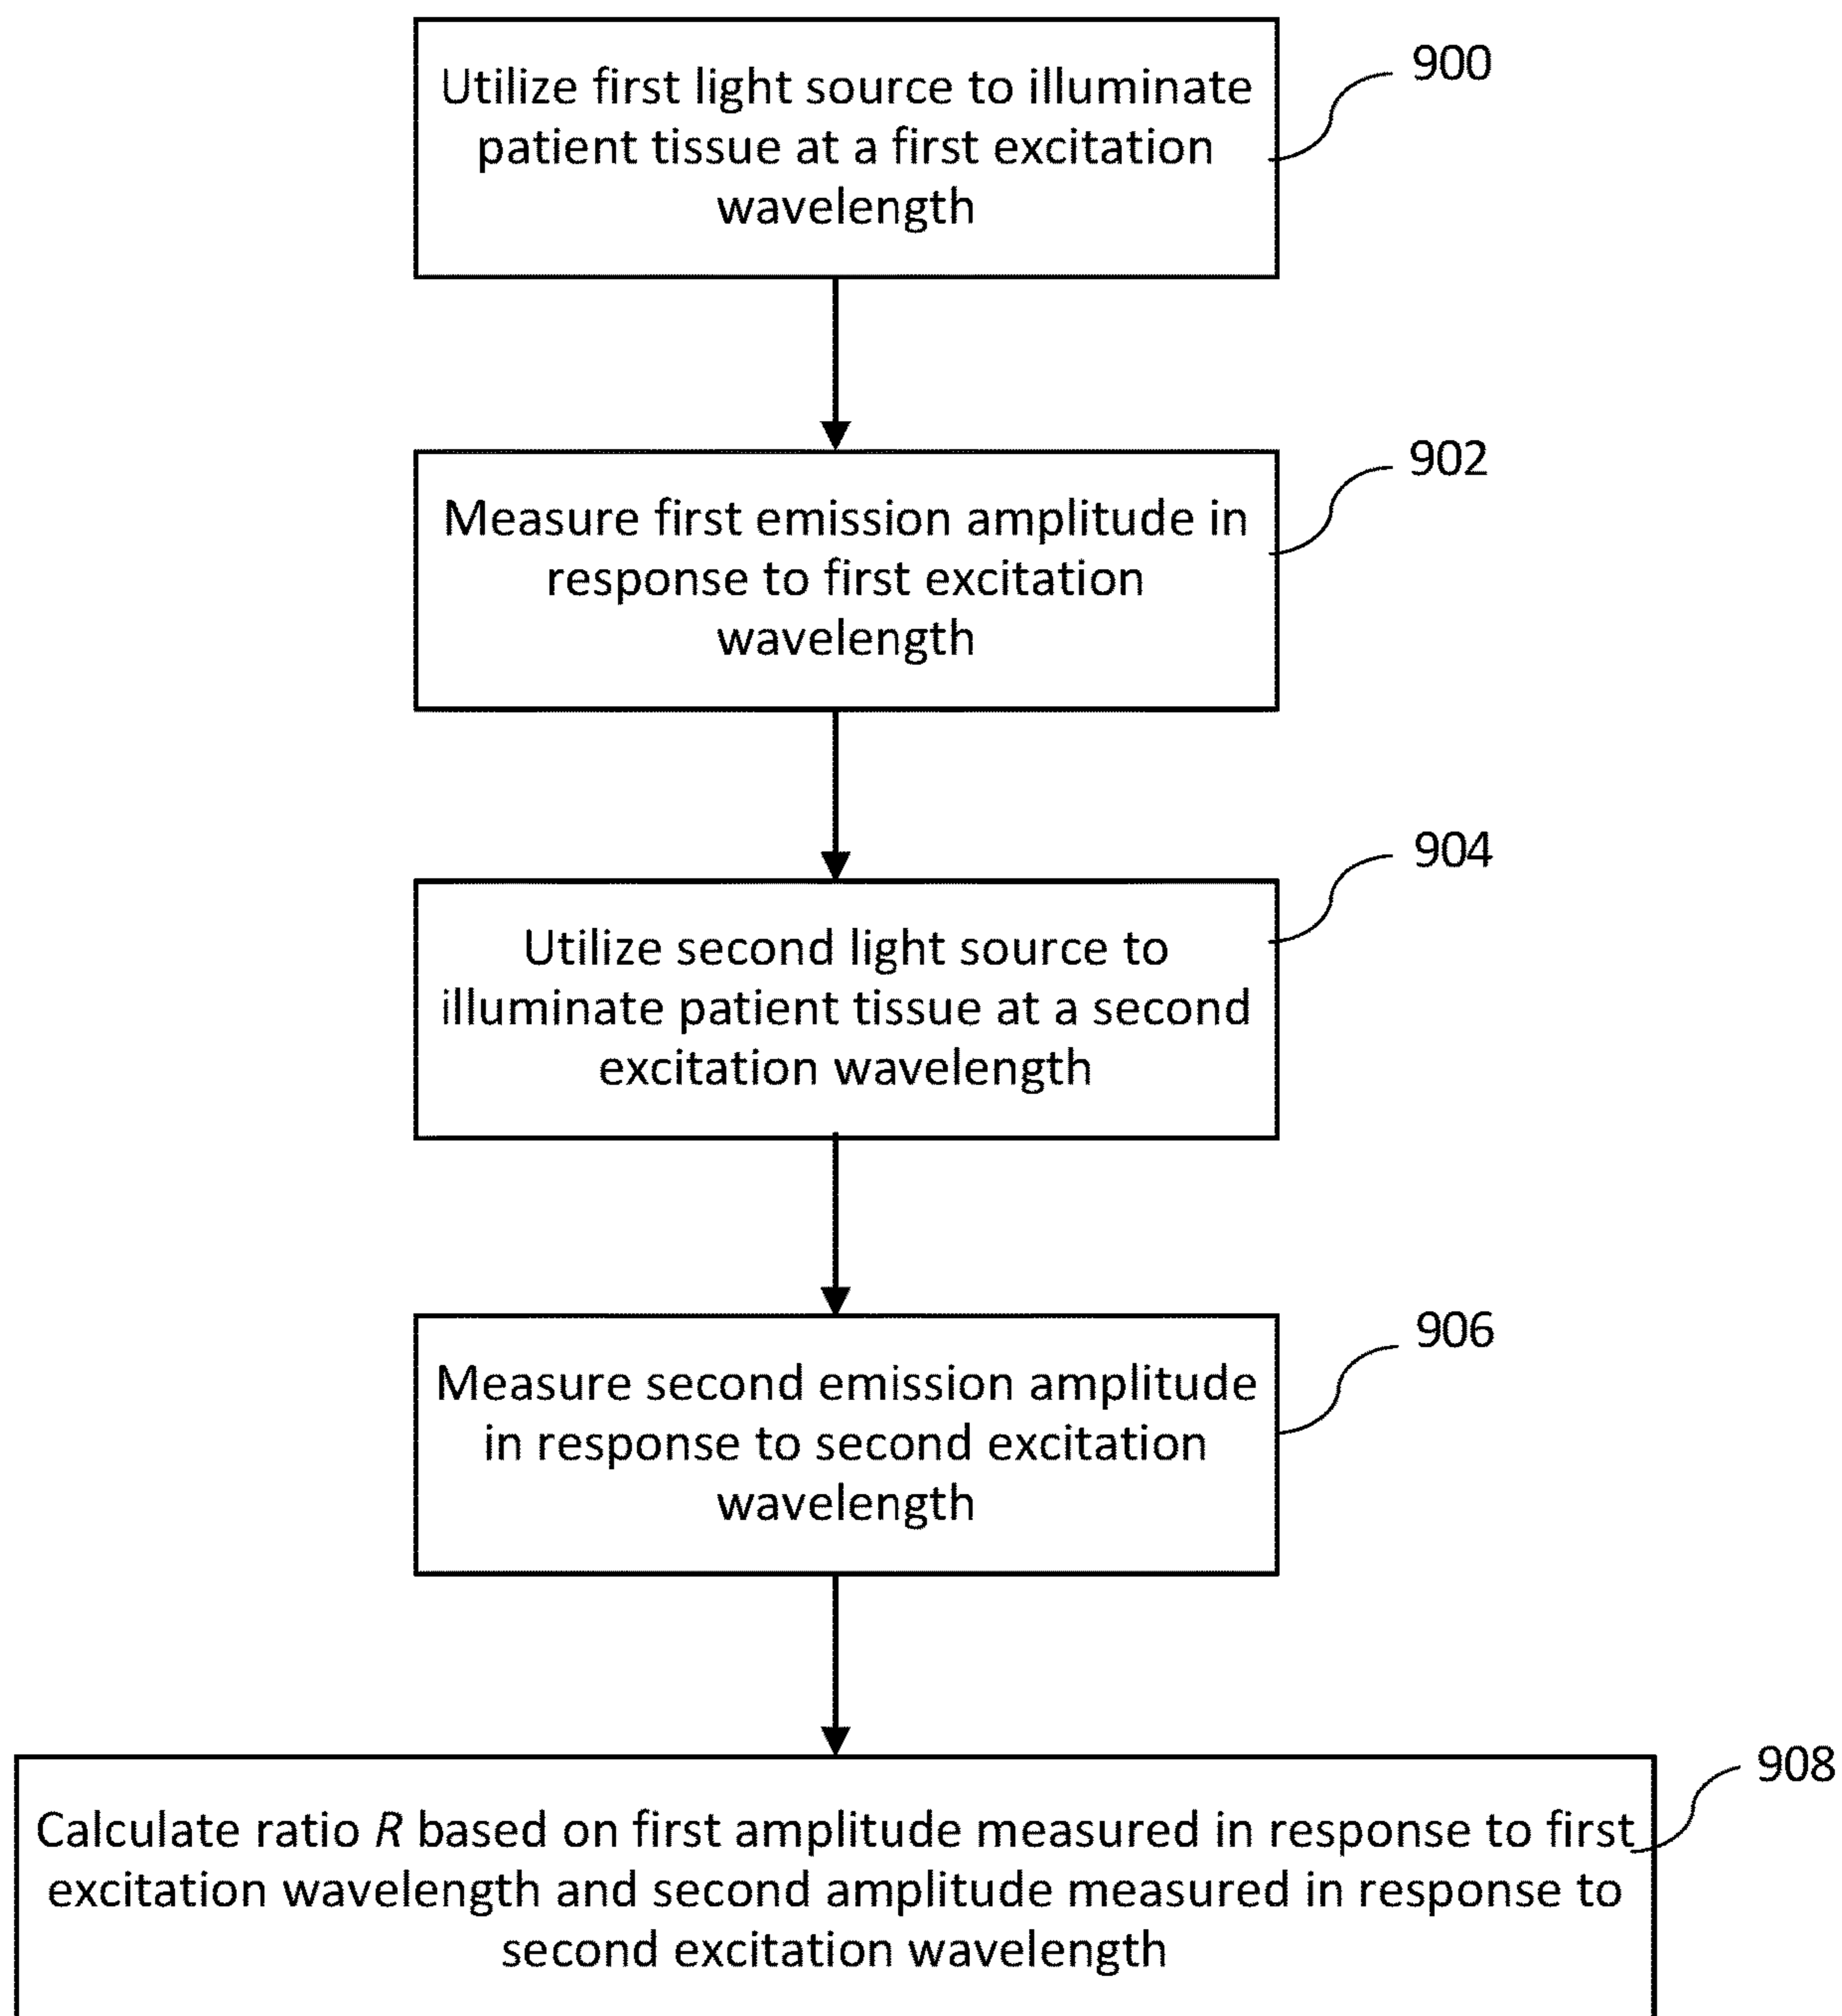 Utilize first light source to illuminate
patient tissue at a first excitation
wavelength
900
Measure first emission amplitude in
response to first excitation
wavelength
902
Utilize second light source to
illuminate patient tissue at a second
excitation wavelength
904
Measure second emission amplitude
in response to second excitation
wavelength
906
Calculate ratio R based on first amplitude measured in response to first
excitation wavelength and second amplitude measured in response to
second excitation wavelength
908